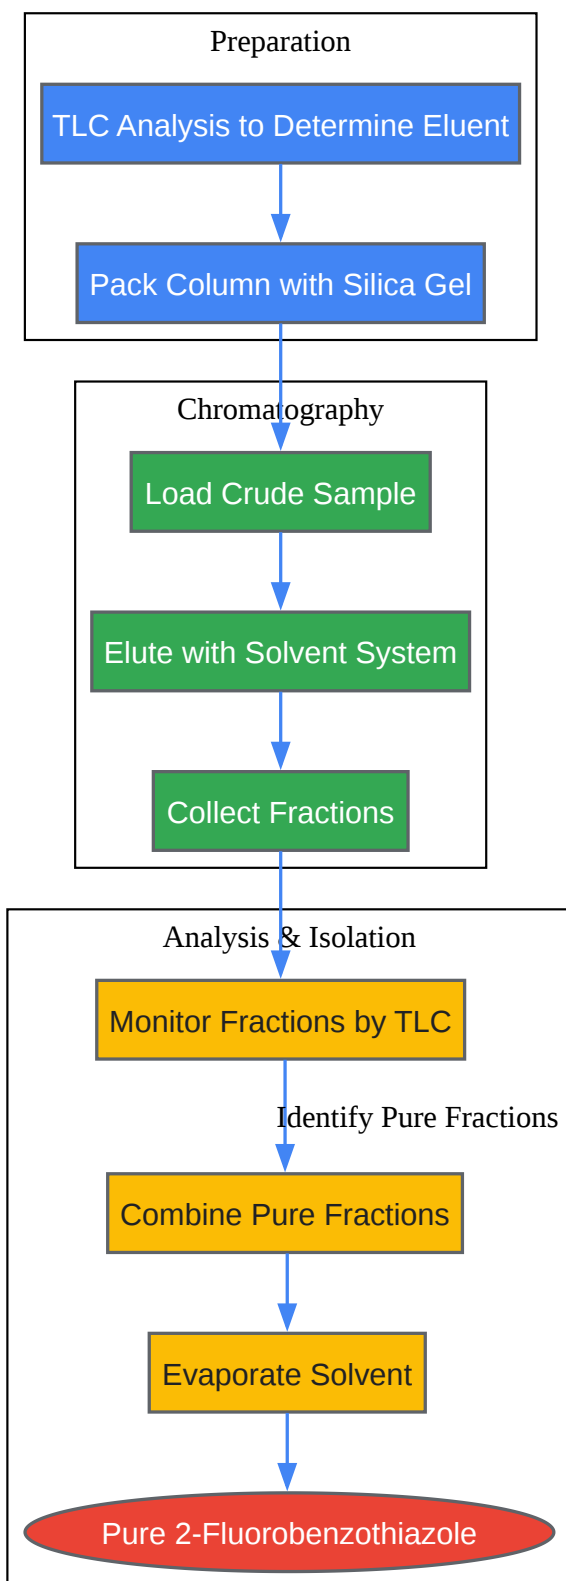 Preparation
TLC Analysis to Determine Eluent
Pack Column with Silica Gel
Chromatography
Load Crude Sample
Elute with Solvent System
Collect Fractions
Analysis & Isolation
Monitor Fractions by TLC
Identify Pure Fractions
Combine Pure Fractions
Evaporate Solvent
Pure 2-Fluorobenzothiazole